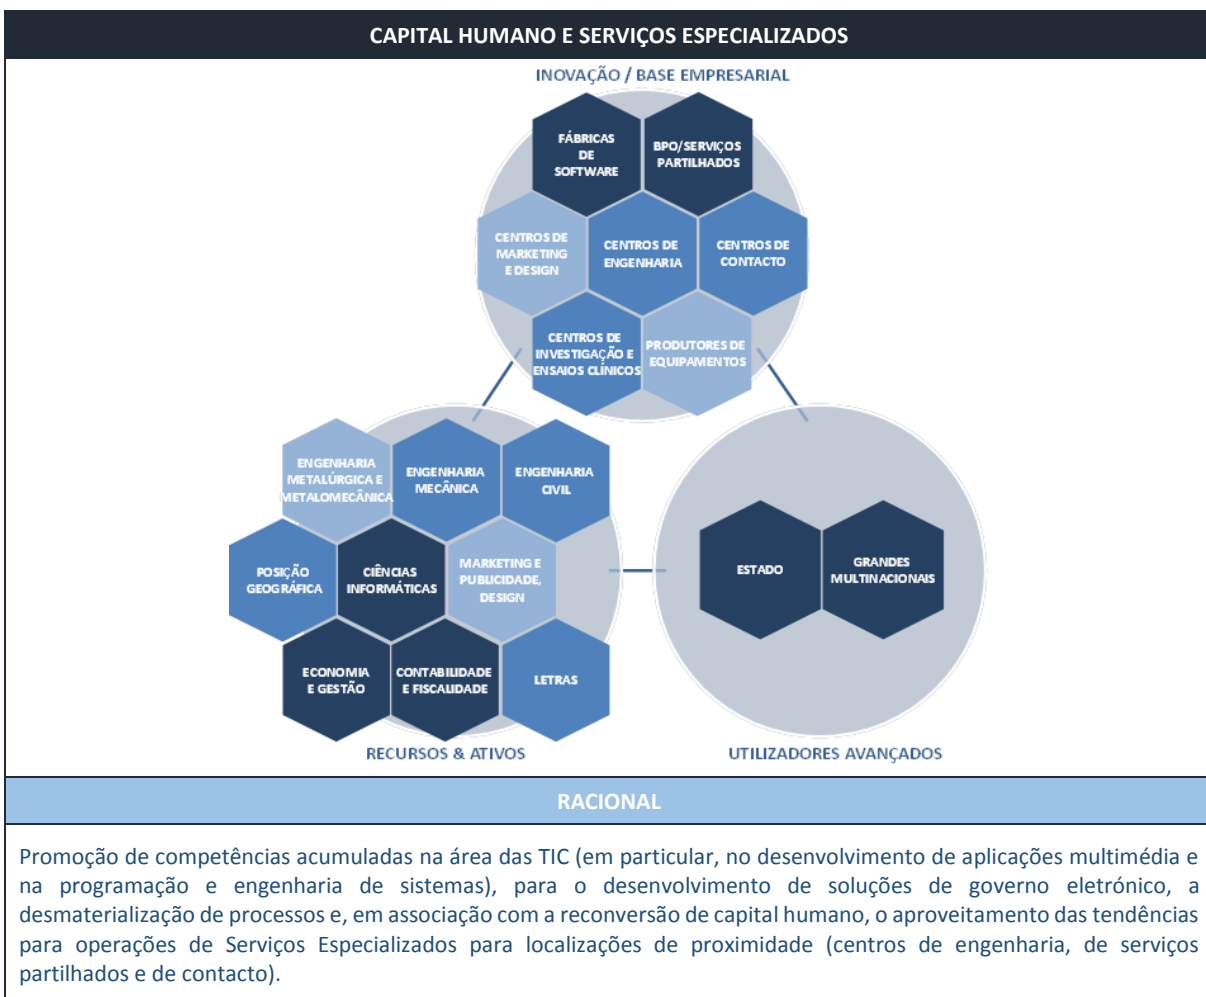 CAPITAL HUMANO E SERVIÇOS ESPECIALIZADOS
INOVAÇÃO / BASE EMPRESARIAL
FÁBRICAS
DE
SOFTWARE
BPO/SERVIÇOS
PARTILHADOS
CENTROS DE
MARKETING
E DESIGN
CENTROS DE
ENGENHARIA
CENTROS DE
CONTACTO
CENTROS DE
INVESTIGAÇÃO E
ENSAIOS CLÍNICOS
PRODUTORES DE
EQUIPAMENTOS
ENGENHARIA
METALÚRGICA E
METALOMECÂNICA
ENGENHARIA
MECÂNICA
ENGENHARIA
CIVIL
POSIÇÃO
GEOGRÁFICA
CIÊNCIAS
INFORMÁTICAS
MARKETING E
PUBLICIDADE,
DESIGN
ECONOMIA
E GESTÃO
CONTABILIDADE
E FISCALIDADE
LETRAS
ESTADO
GRANDES
MULTINACIONAIS
RECURSOS & ATIVOS
UTILIZADORES AVANÇADOS
RACIONAL
Promoção de competências acumuladas na área das TIC (em particular, no desenvolvimento de aplicações multimédia e
na programação e engenharia de sistemas), para o desenvolvimento de soluções de governo eletrónico, a
desmaterialização de processos e, em associação com a reconversão de capital humano, o aproveitamento das tendências
para operações de Serviços Especializados para localizações de proximidade (centros de engenharia, de serviços
partilhados e de contacto).